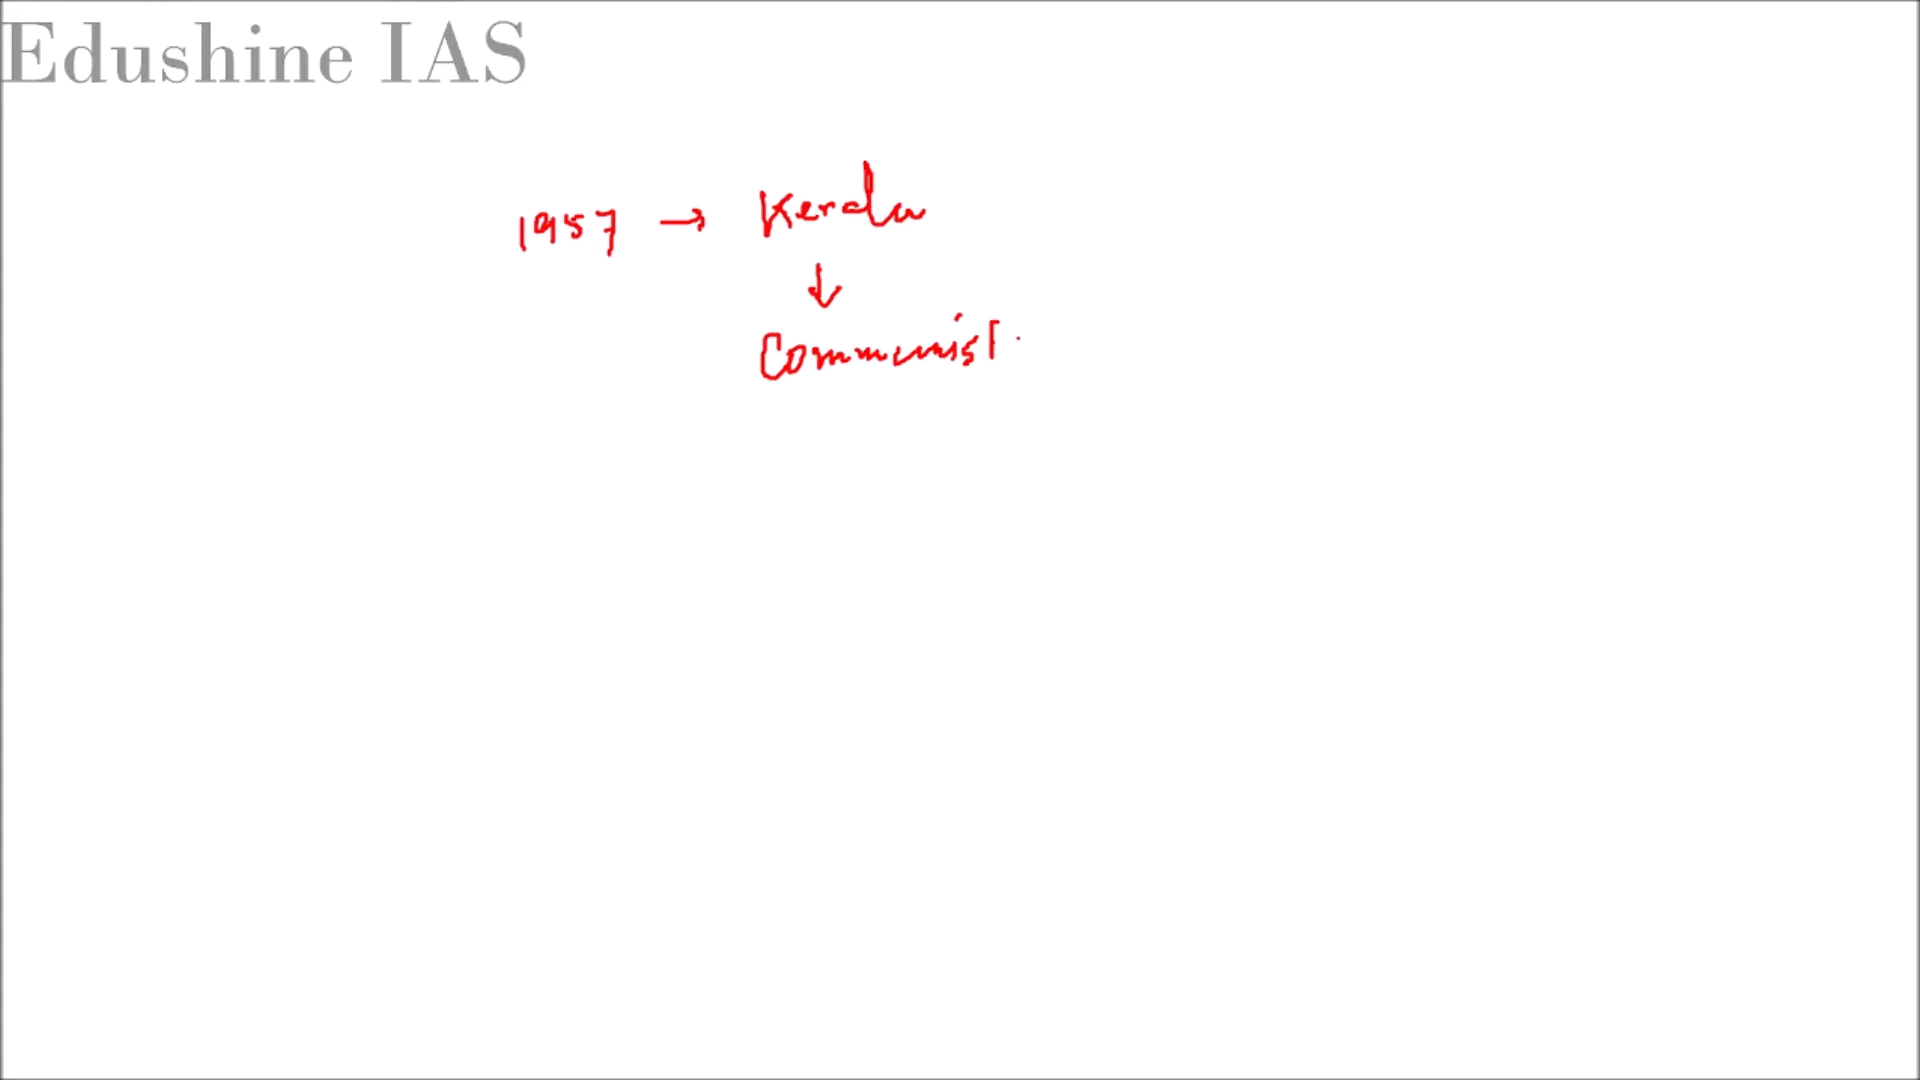 Edushine IAS
1957 → Kerala
↓
Communist